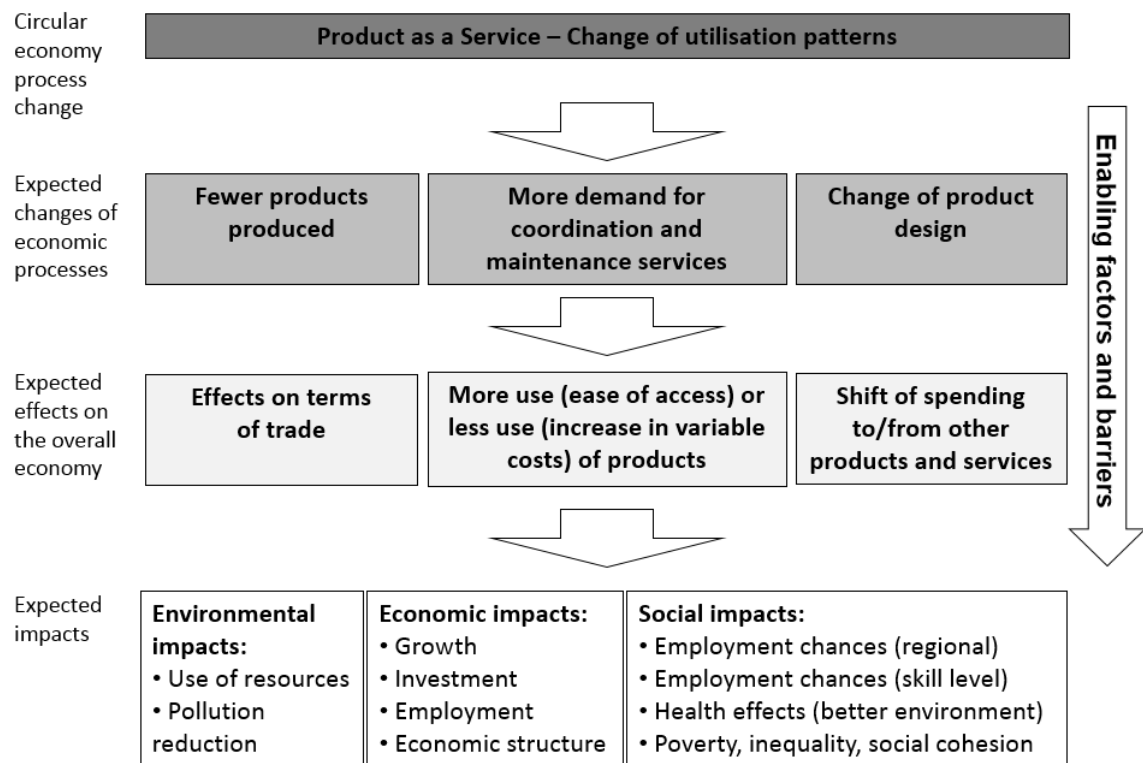 Circular
economy
process
change
Product as a Service – Change of utilisation patterns
Expected
changes of
economic
processes
Fewer products
produced
More demand for
coordination and
maintenance services
Change of product
design
Expected
effects on
the overall
economy
Effects on terms
of trade
More use (ease of access) or
less use (increase in variable
costs) of products
Shift of spending
to/from other
products and services
Enabling factors and barriers
Expected
impacts
Environmental
impacts:
• Use of resources
• Pollution
reduction
Economic impacts:
• Growth
• Investment
• Employment
• Economic structure
Social impacts:
• Employment chances (regional)
• Employment chances (skill level)
• Health effects (better environment)
• Poverty, inequality, social cohesion